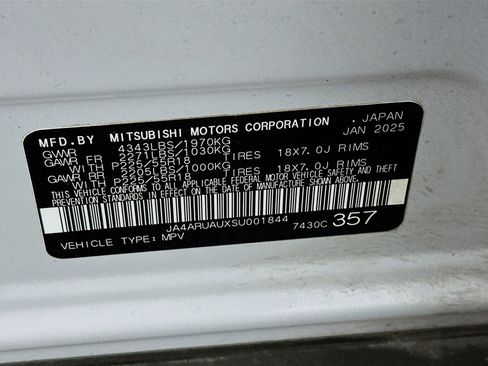 MFD.BY MITSUBISHI MOTORS CORPORATION , JAPAN
GVWR 4343LBS/1970KG JAN 2025
GAWR FR 2271LBS/1030KG
WITH P225/55R18 TIRES 18X7.0J RIMS
GAWR RR P2205LBS/1000KG
WITH P225/55R18 TIRES 18X7.0J RIMS
THIS VEHICLE CONFORMS TO ALL APPLICABLE FEDERAL MOTOR VEHICLE SAFETY AND THEFT
PREVENTION STANDARDS IN EFFECT ON THE DATE OF MANUFACTURE SHOWN ABOVE.
JA4ARUAUXSU001844 7430C 357
VEHICLE TYPE: MPV